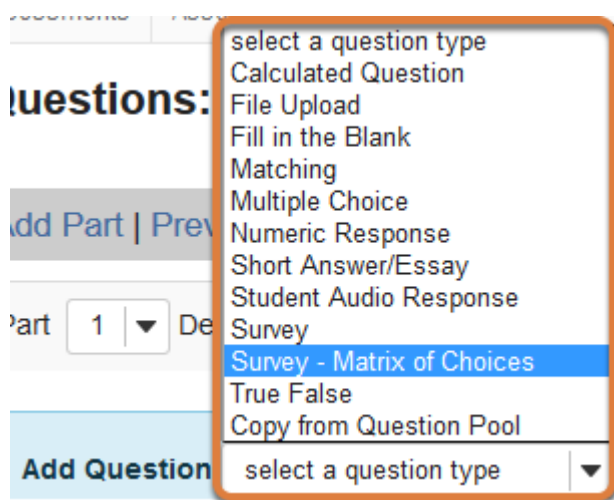 select a question type
Calculated Question
uestions:
File Upload
Fill in the Blank
Matching
Multiple Choice
dd Part | Prev
Numeric Response
Short Answer/Essay
Student Audio Response
Part 1 De
Survey
Survey - Matrix of Choices
True False
Copy from Question Pool
Add Question select a question type